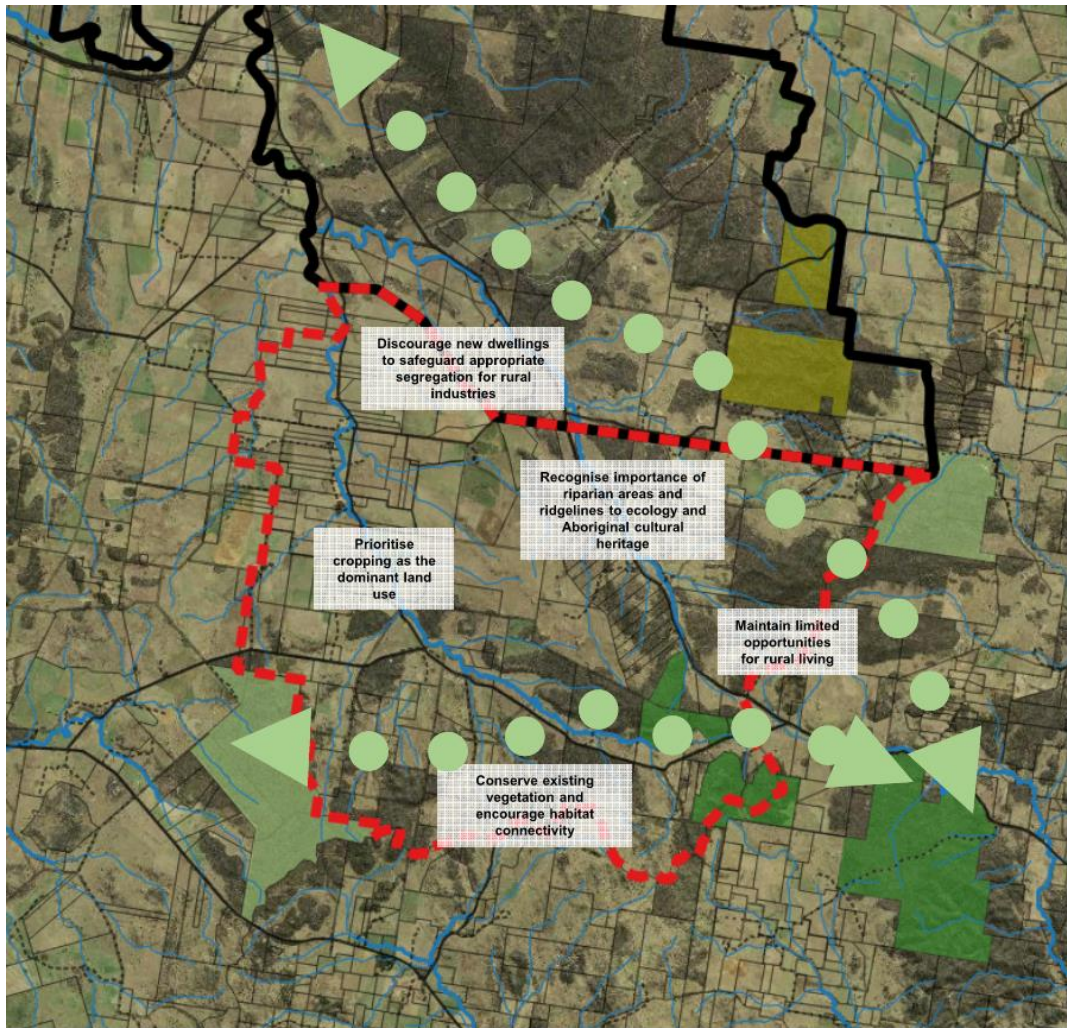 Discourage new dwellings
to safeguard appropriate
segregation for rural
industries
Recognise importance of
riparian areas and
ridgelines to ecology and
Aboriginal cultural
heritage
Prioritise
cropping as the
dominant land
use
Maintain limited
opportunities
for rural living
Conserve existing
vegetation and
encourage habitat
connectivity